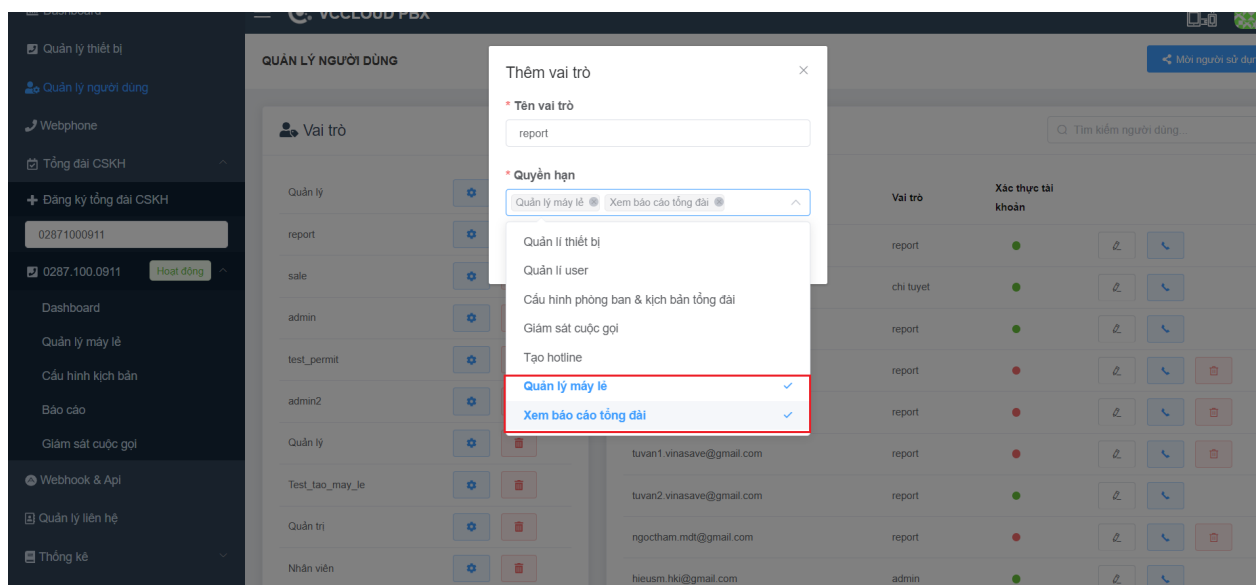 Dashboard
VCCLOUD PBX
Quản lý thiết bị
Quản lý người dùng
Webphone
Tổng đài CSKH
Đăng ký tổng đài CSKH
02871000911
0287.100.0911 Hoạt động
Dashboard
Quản lý máy lẻ
Cấu hình kịch bản
Báo cáo
Giám sát cuộc gọi
Webhook & Api
Quản lý liên hệ
Thống kê
QUẢN LÝ NGƯỜI DÙNG
Mời người sử dụn
Vai trò
Tìm kiếm người dùng...
Quản lý
report
sale
admin
test_permit
admin2
Quản lý
Test_tao_may_le
Quản trị
Nhân viên
Thêm vai trò
* Tên vai trò
report
* Quyền hạn
Quản lý máy lẻ Xem báo cáo tổng đài
Quản lí thiết bị
Quản lí user
Cấu hình phòng ban & kịch bản tổng đài
Giám sát cuộc gọi
Tạo hotline
Quản lý máy lẻ
Xem báo cáo tổng đài
Vai trò Xác thực tài
khoản
report
chi tuyet
report
report
report
tuvan1.vinasave@gmail.com report
tuvan2.vinasave@gmail.com report
ngoctham.mdt@gmail.com report
hieusm.hki@gmail.com admin